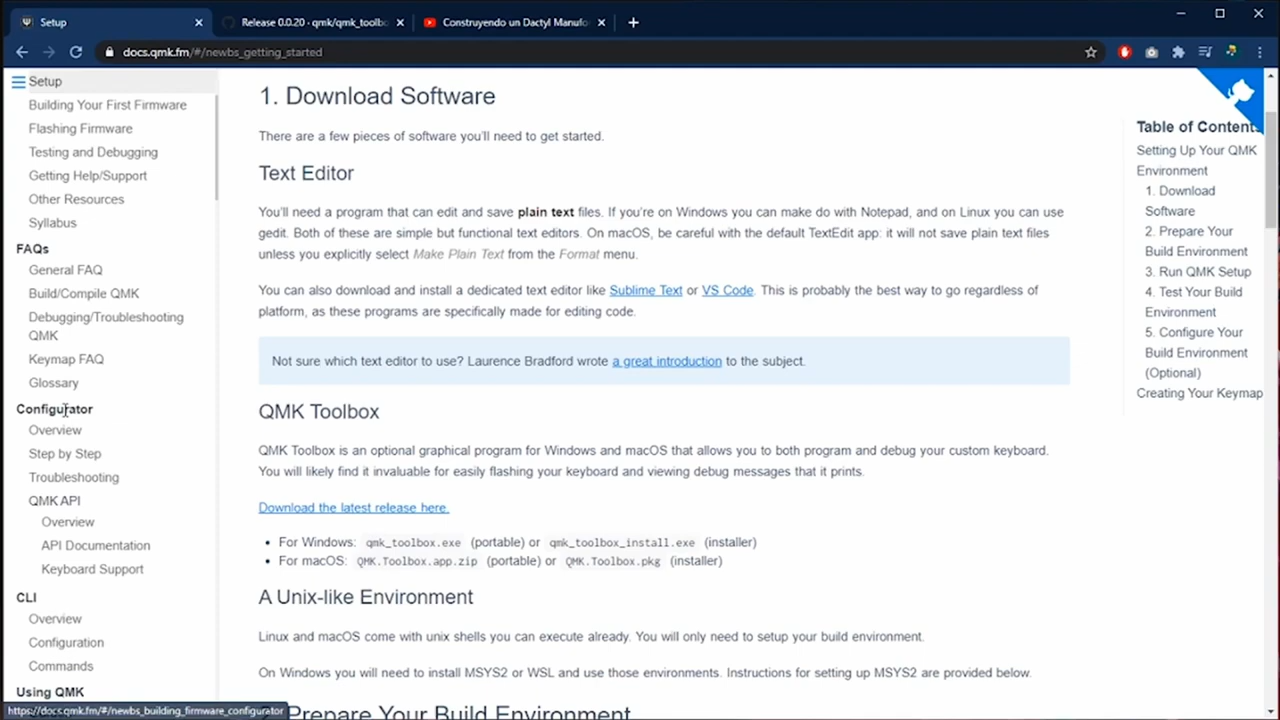 Setup
Release 0.0.20 · qmk/qmk_toolbo
Construyendo un Dactyl Manufo
docs.qmk.fm/#/newbs_getting_started
Setup
Building Your First Firmware
Flashing Firmware
Testing and Debugging
Getting Help/Support
Other Resources
Syllabus
FAQs
General FAQ
Build/Compile QMK
Debugging/Troubleshooting
QMK
Keymap FAQ
Glossary
Configurator
Overview
Step by Step
Troubleshooting
QMK API
Overview
API Documentation
Keyboard Support
CLI
Overview
Configuration
Commands
Using QMK
https://docs.qmk.fm/#/newbs_building_firmware_configurator
1. Download Software
There are a few pieces of software you'll need to get started.
Text Editor
You'll need a program that can edit and save plain text files. If you're on Windows you can make do with Notepad, and on Linux you can use
gedit. Both of these are simple but functional text editors. On macOS, be careful with the default TextEdit app: it will not save plain text files
unless you explicitly select Make Plain Text from the Format menu.
You can also download and install a dedicated text editor like Sublime Text or VS Code. This is probably the best way to go regardless of
platform, as these programs are specifically made for editing code.
Not sure which text editor to use? Laurence Bradford wrote a great introduction to the subject.
QMK Toolbox
QMK Toolbox is an optional graphical program for Windows and macOS that allows you to both program and debug your custom keyboard.
You will likely find it invaluable for easily flashing your keyboard and viewing debug messages that it prints.
Download the latest release here.
• For Windows: qmk_toolbox.exe (portable) or qmk_toolbox_install.exe (installer)
• For macOS: QMK.Toolbox.app.zip (portable) or QMK.Toolbox.pkg (installer)
A Unix-like Environment
Linux and macOS come with unix shells you can execute already. You will only need to setup your build environment.
On Windows you will need to install MSYS2 or WSL and use those environments. Instructions for setting up MSYS2 are provided below.
Prepare Your Build Environment
Table of Contents
Setting Up Your QMK
Environment
1. Download
Software
2. Prepare Your
Build Environment
3. Run QMK Setup
4. Test Your Build
Environment
5. Configure Your
Build Environment
(Optional)
Creating Your Keymap